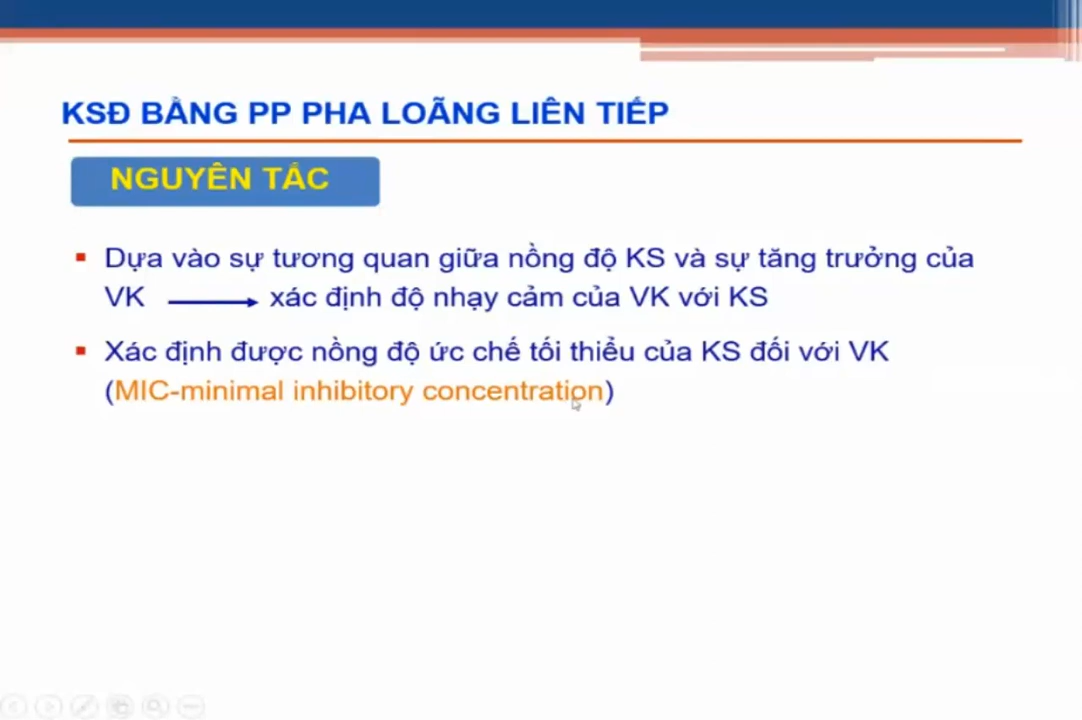 KSĐ BẰNG PP PHA LOÃNG LIÊN TIẾP
NGUYÊN TẮC
Dựa vào sự tương quan giữa nồng độ KS và sự tăng trưởng của
VK xác định độ nhạy cảm của VK với KS
Xác định được nồng độ ức chế tối thiểu của KS đối với VK
(MIC-minimal inhibitory concentration)